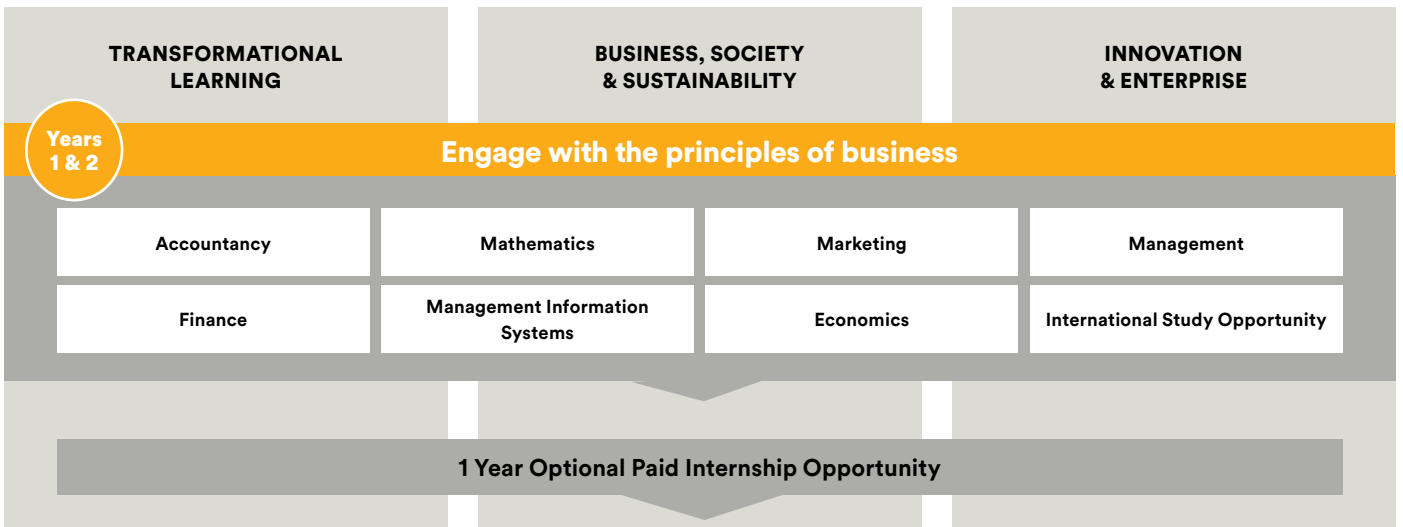 TRANSFORMATIONAL
LEARNING
BUSINESS, SOCIETY
& SUSTAINABILITY
INNOVATION
& ENTERPRISE
Years
1 & 2
Engage with the principles of business
Accountancy
Mathematics
Marketing
Management
Finance
Management Information
Systems
Economics
International Study Opportunity
1 Year Optional Paid Internship Opportunity